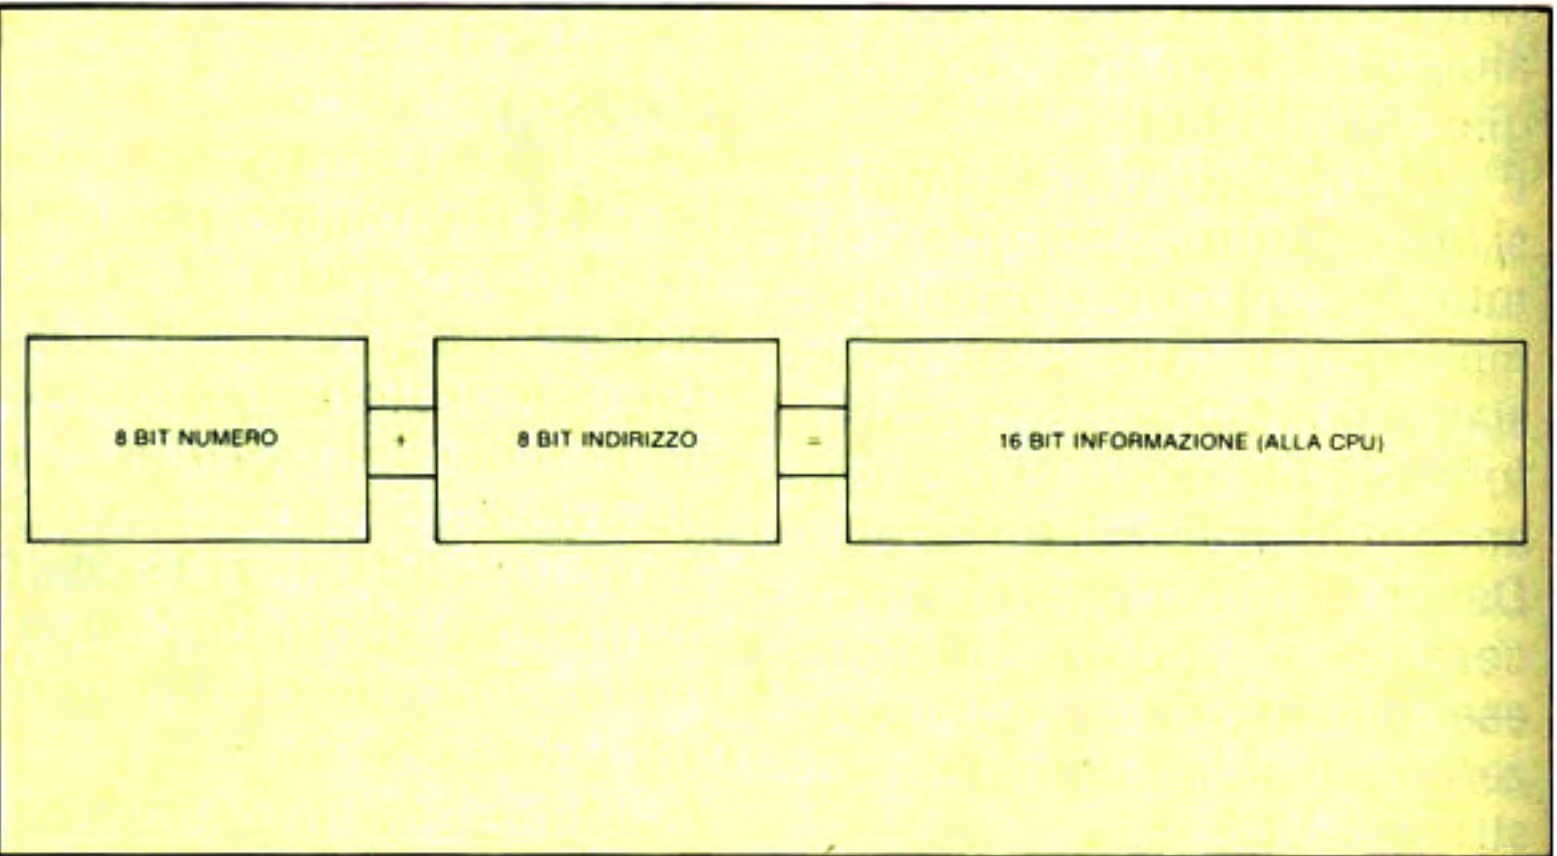 8 BIT NUMERO + 8 BIT INDIRIZZO = 16 BIT INFORMAZIONE (ALLA CPU)